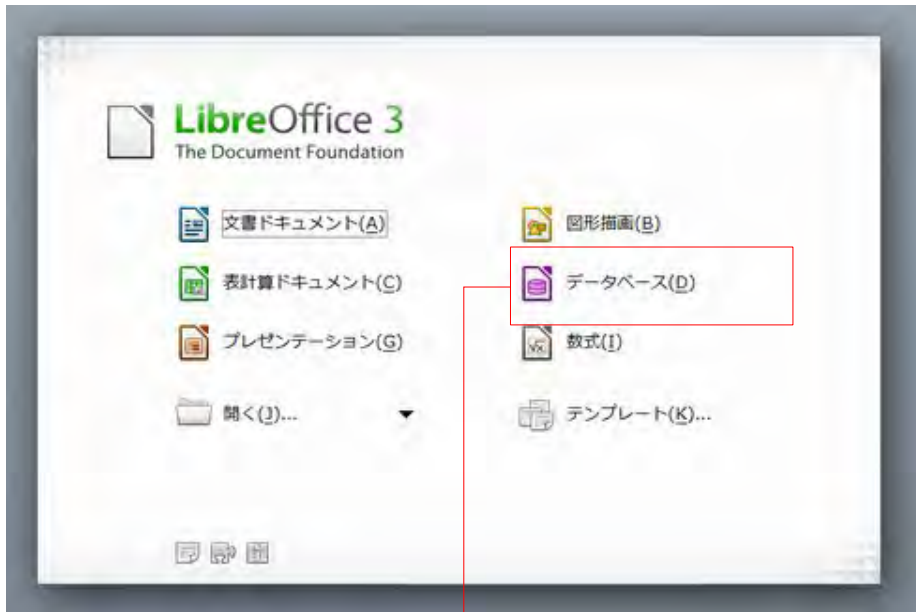 LibreOffice 3
The Document Foundation
文書ドキュメント(A)
図形描画(B)
表計算ドキュメント(C)
データベース(D)
プレゼンテーション(G)
数式(I)
開く(J)...
テンプレート(K)...